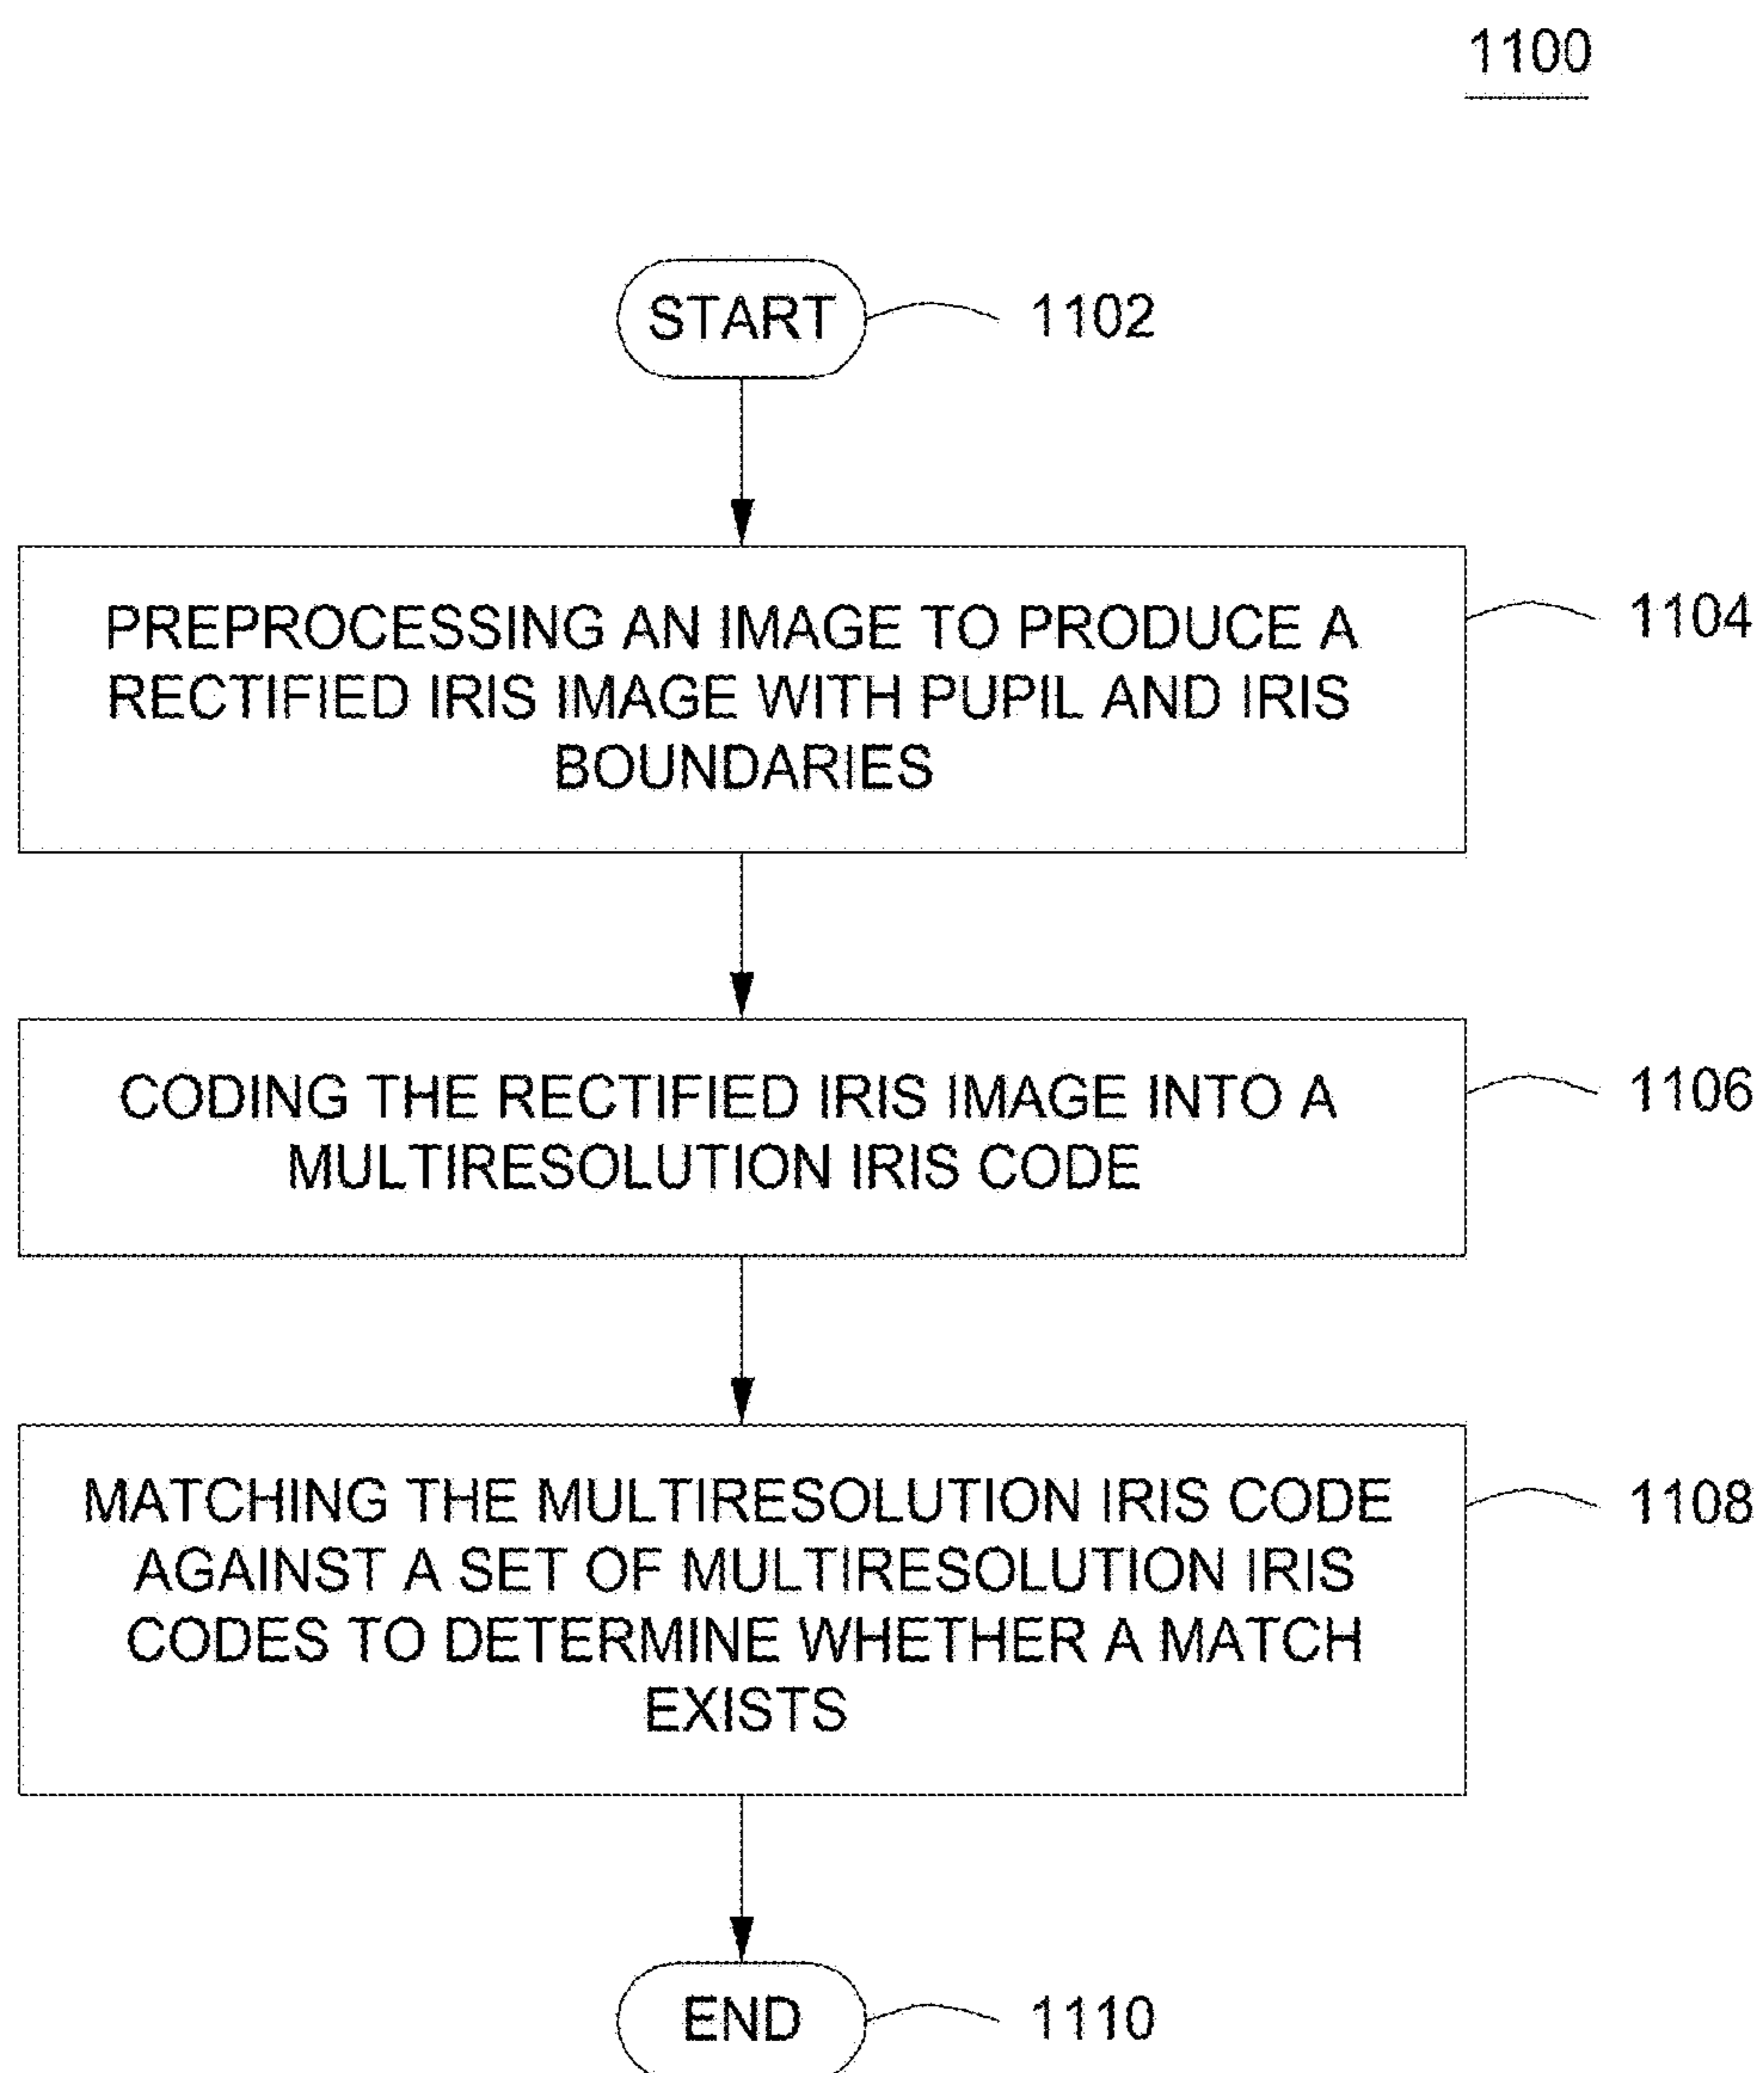 1100
START
1102
PREPROCESSING AN IMAGE TO PRODUCE A
RECTIFIED IRIS IMAGE WITH PUPIL AND IRIS
BOUNDARIES
1104
CODING THE RECTIFIED IRIS IMAGE INTO A
MULTIRESOLUTION IRIS CODE
1106
MATCHING THE MULTIRESOLUTION IRIS CODE
AGAINST A SET OF MULTIRESOLUTION IRIS
CODES TO DETERMINE WHETHER A MATCH
EXISTS
1108
END
1110